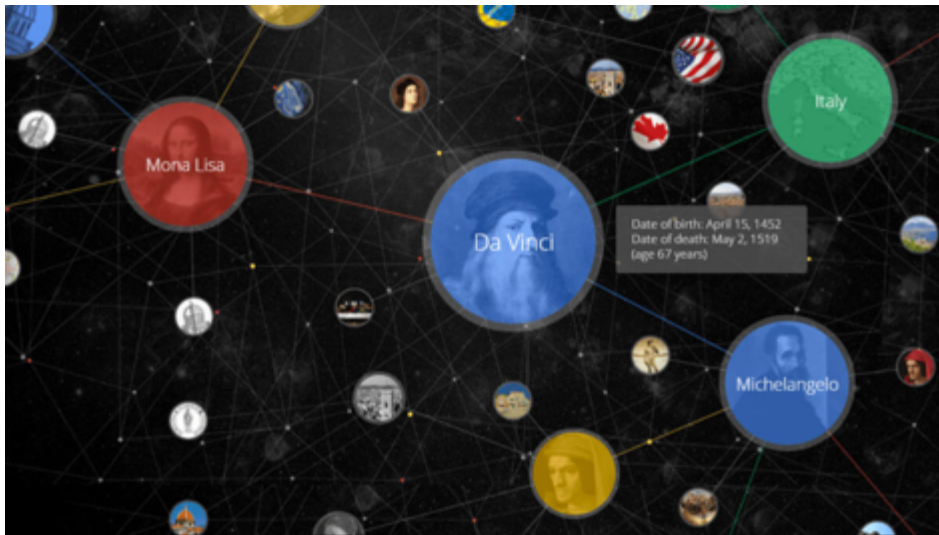 Mona Lisa
Italy
Da Vinci
Date of birth: April 15, 1452
Date of death: May 2, 1519
(age 67 years)
Michelangelo